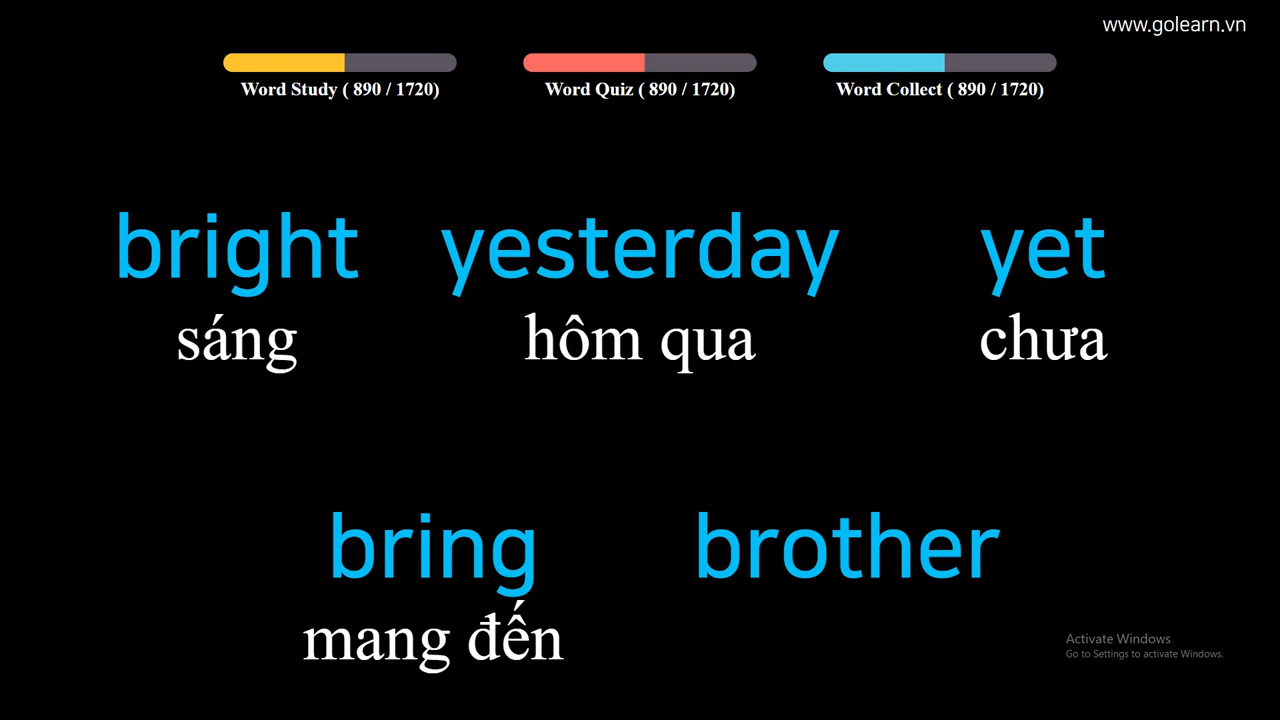 www.golearn.vn
Word Study ( 890 / 1720)
Word Quiz ( 890 / 1720)
Word Collect ( 890 / 1720)
bright yesterday yet
sáng hôm qua chưa
bring brother
mang đến
Activate Windows
Go to Settings to activate Windows.